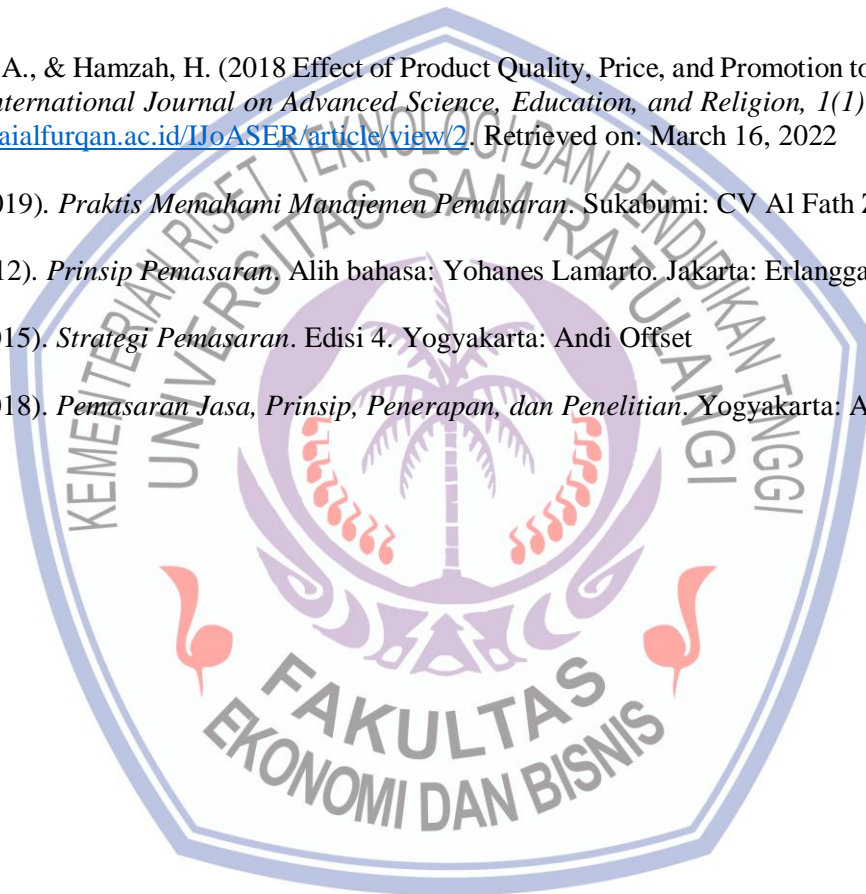 A., & Hamzah, H. (2018 Effect of Product Quality, Price, and Promotion to
nternational Journal on Advanced Science, Education, and Religion, 1(1)
aialfurqan.ac.id/IJoASER/article/view/2. Retrieved on: March 16, 2022
019). Praktis Memahami Manajemen Pemasaran. Sukabumi: CV Al Fath Z
12). Prinsip Pemasaran. Alih bahasa: Yohanes Lamarto. Jakarta: Erlangga
015). Strategi Pemasaran. Edisi 4. Yogyakarta: Andi Offset
018). Pemasaran Jasa, Prinsip, Penerapan, dan Penelitian. Yogyakarta: A
KEMENTERIAN RISET TEKNOLOGI DAN PENDIDIKAN TINGGI
UNIVERSITAS SAM RATULANGI
FAKULTAS
EKONOMI DAN BISNIS